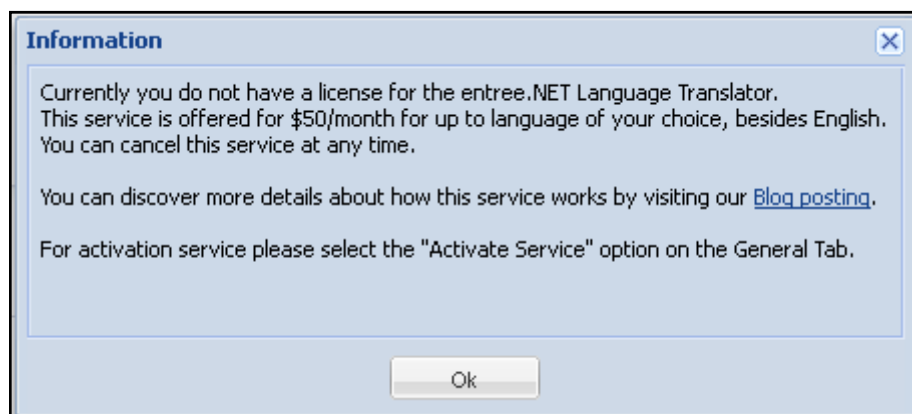 Information
Currently you do not have a license for the entree.NET Language Translator.
This service is offered for $50/month for up to language of your choice, besides English.
You can cancel this service at any time.
You can discover more details about how this service works by visiting our Blog posting.
For activation service please select the "Activate Service" option on the General Tab.
Ok